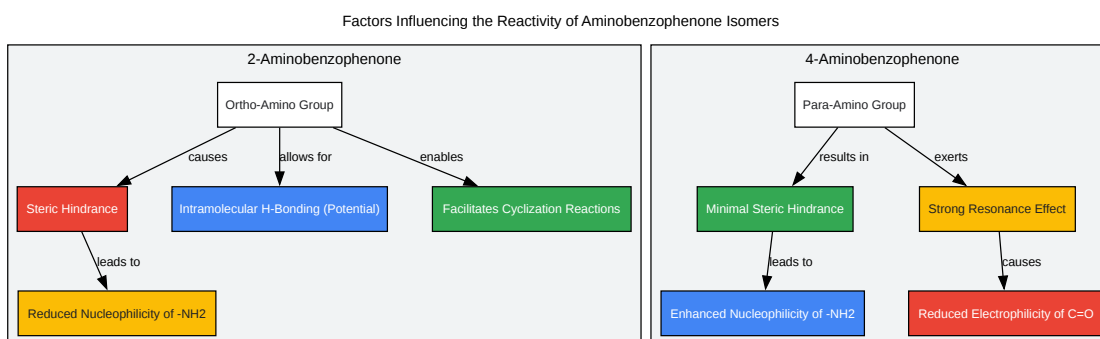 Factors Influencing the Reactivity of Aminobenzophenone Isomers
2-Aminobenzophenone
Ortho-Amino Group
causes
allows for
enables
Steric Hindrance
Intramolecular H-Bonding (Potential)
Facilitates Cyclization Reactions
leads to
Reduced Nucleophilicity of -NH2
4-Aminobenzophenone
Para-Amino Group
results in
exerts
Minimal Steric Hindrance
Strong Resonance Effect
leads to
causes
Enhanced Nucleophilicity of -NH2
Reduced Electrophilicity of C=O